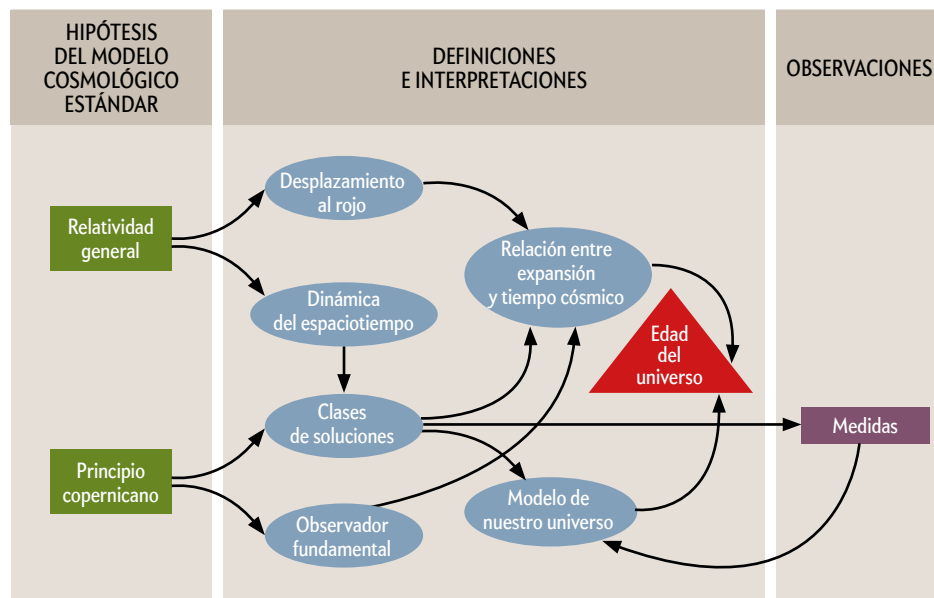 HIPÓTESIS
DEL MODELO
COSMOLÓGICO
ESTÁNDAR
DEFINICIONES
E INTERPRETACIONES
OBSERVACIONES
Desplazamiento
al rojo
Relatividad
general
Relación entre
expansión
y tiempo cósmico
Dinámica
del espaciotiempo
Edad
del
universo
Clases
de soluciones
Medidas
Principio
copernicano
Modelo de
nuestro universo
Observador
fundamental